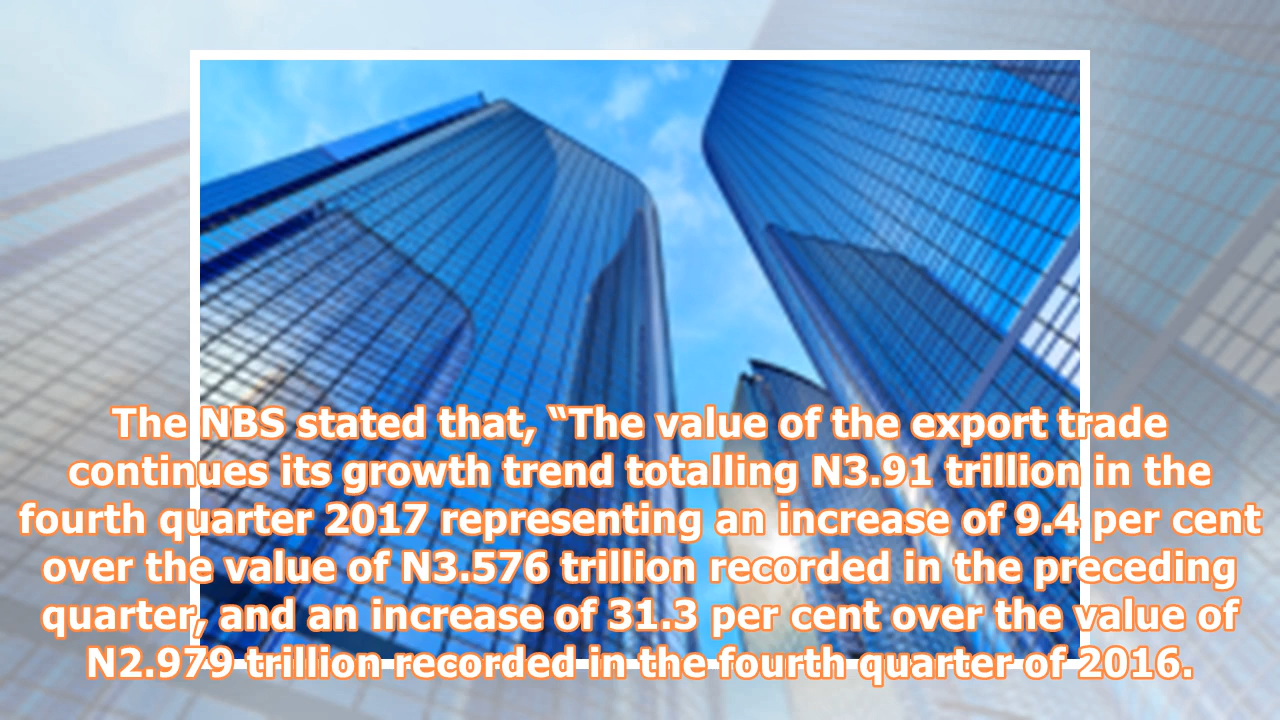 The NBS stated that, “The value of the export trade
continues its growth trend totalling N3.91 trillion in the
fourth quarter 2017 representing an increase of 9.4 per cent
over the value of N3.576 trillion recorded in the preceding
quarter, and an increase of 31.3 per cent over the value of
N2.979 trillion recorded in the fourth quarter of 2016.